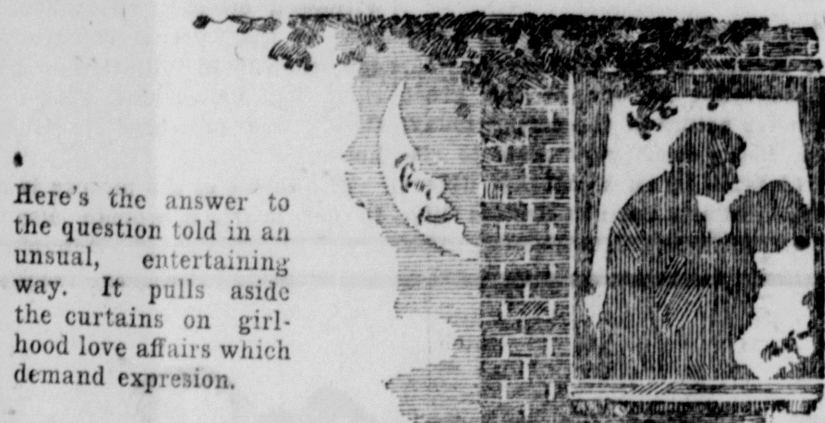 Here's the answer to
the question told in an
unsual, entertaining
way. It pulls aside
the curtains on girl-
hood love affairs which
demand expresion.